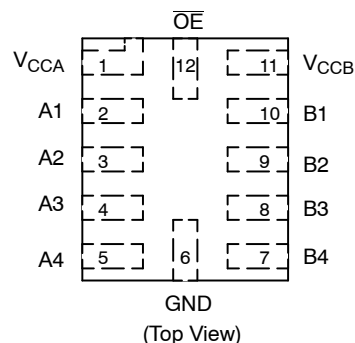 OE
VCCA 1 12 11 VCCB
A1 2 10 B1
A2 3 9 B2
A3 4 8 B3
A4 5 6 7 B4
GND
(Top View)